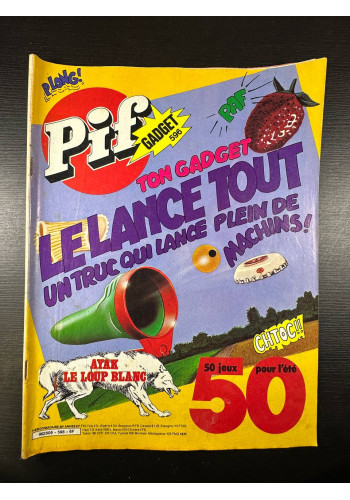 PLONG!
Pif
GADGET
596
PAF
TON GADGET
LE LANCE TOUT
UN TRUC QUI LANCE PLEIN DE
MACHINS!
CHTOC!!
AYAK
LE LOUP BLANC
50 jeux pour l'été
50